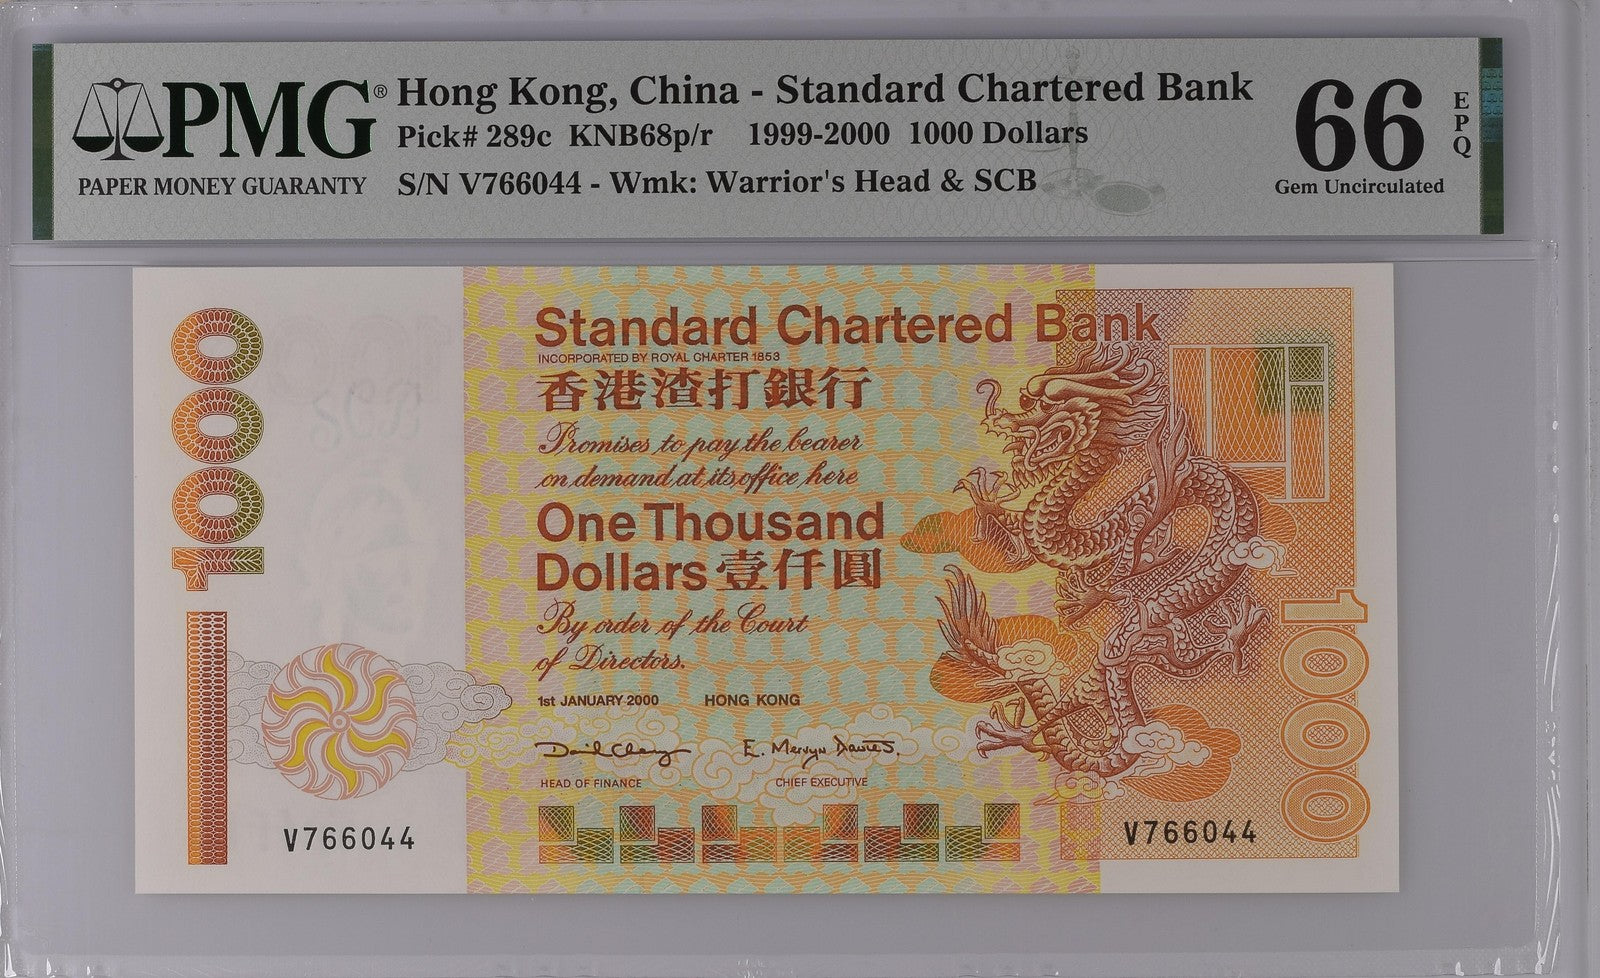 PMG®
PAPER MONEY GUARANTY
Hong Kong, China - Standard Chartered Bank
Pick# 289c KNB68p/r 1999-2000 1000 Dollars
S/N V766044 - Wmk: Warrior's Head & SCB
66
EPQ
Gem Uncirculated
1000
Standard Chartered Bank
INCORPORATED BY ROYAL CHARTER 1853
香港渣打銀行
Promises to pay the bearer
on demand at its office here
One Thousand
Dollars 壹仟圓
By order of the Court
of Directors.
1st JANUARY 2000 HONG KONG
E. Mervyn Davies.
HEAD OF FINANCE CHIEF EXECUTIVE
V766044 V766044
1000